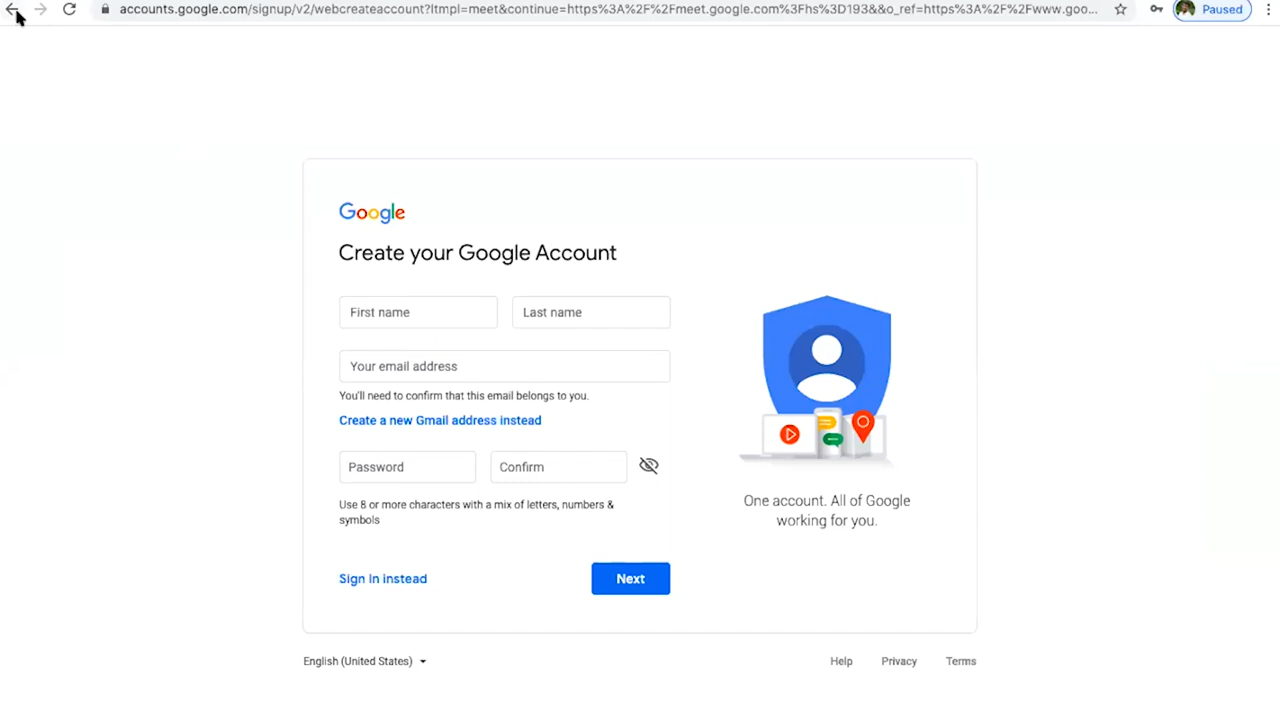 accounts.google.com/signup/v2/webcreateaccount?ltmpl=meet&continue=https%3A%2F%2Fmeet.google.com%3Fhs%3D193&&o_ref=https%3A%2F%2Fwww.goo...
Paused
Google
Create your Google Account
First name Last name
Your email address
You'll need to confirm that this email belongs to you.
Create a new Gmail address instead
Password Confirm
Use 8 or more characters with a mix of letters, numbers &
symbols
One account. All of Google
working for you.
Sign in instead Next
English (United States) Help Privacy Terms